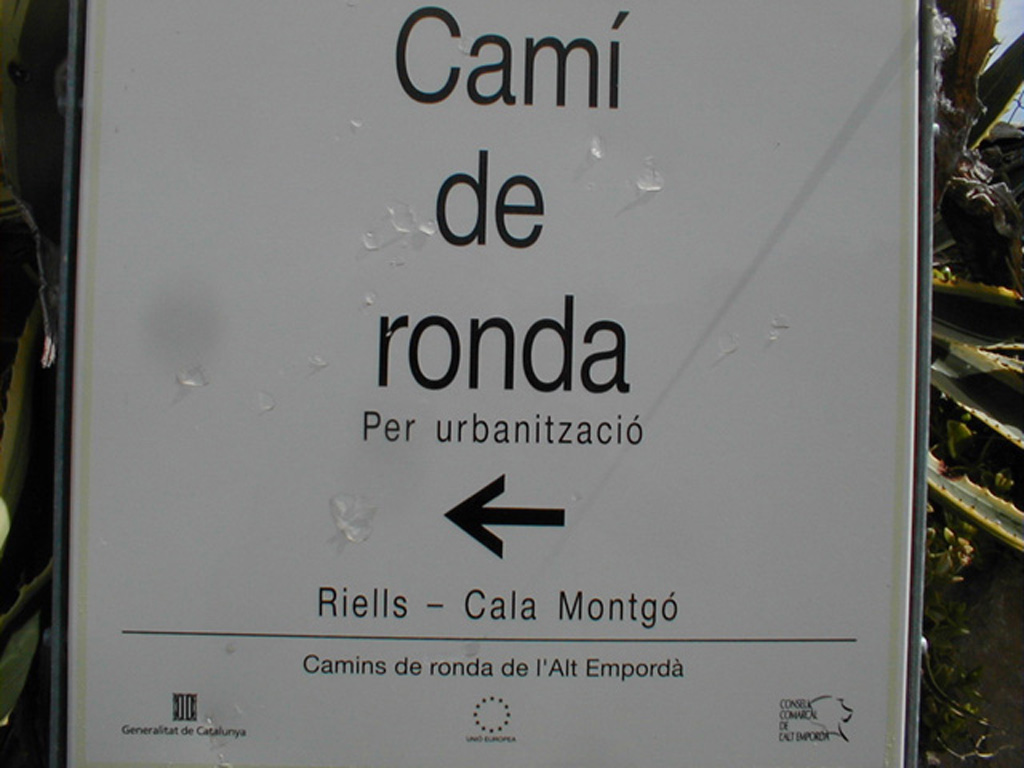 Camí
de
ronda
Per urbanització
Riells – Cala Montgó
Camins de ronda de l'Alt Empordà
Generalitat de Catalunya
UNIÓ EUROPEA
CONSELL
COMARCAL
DE
L'ALT EMPORDÀ